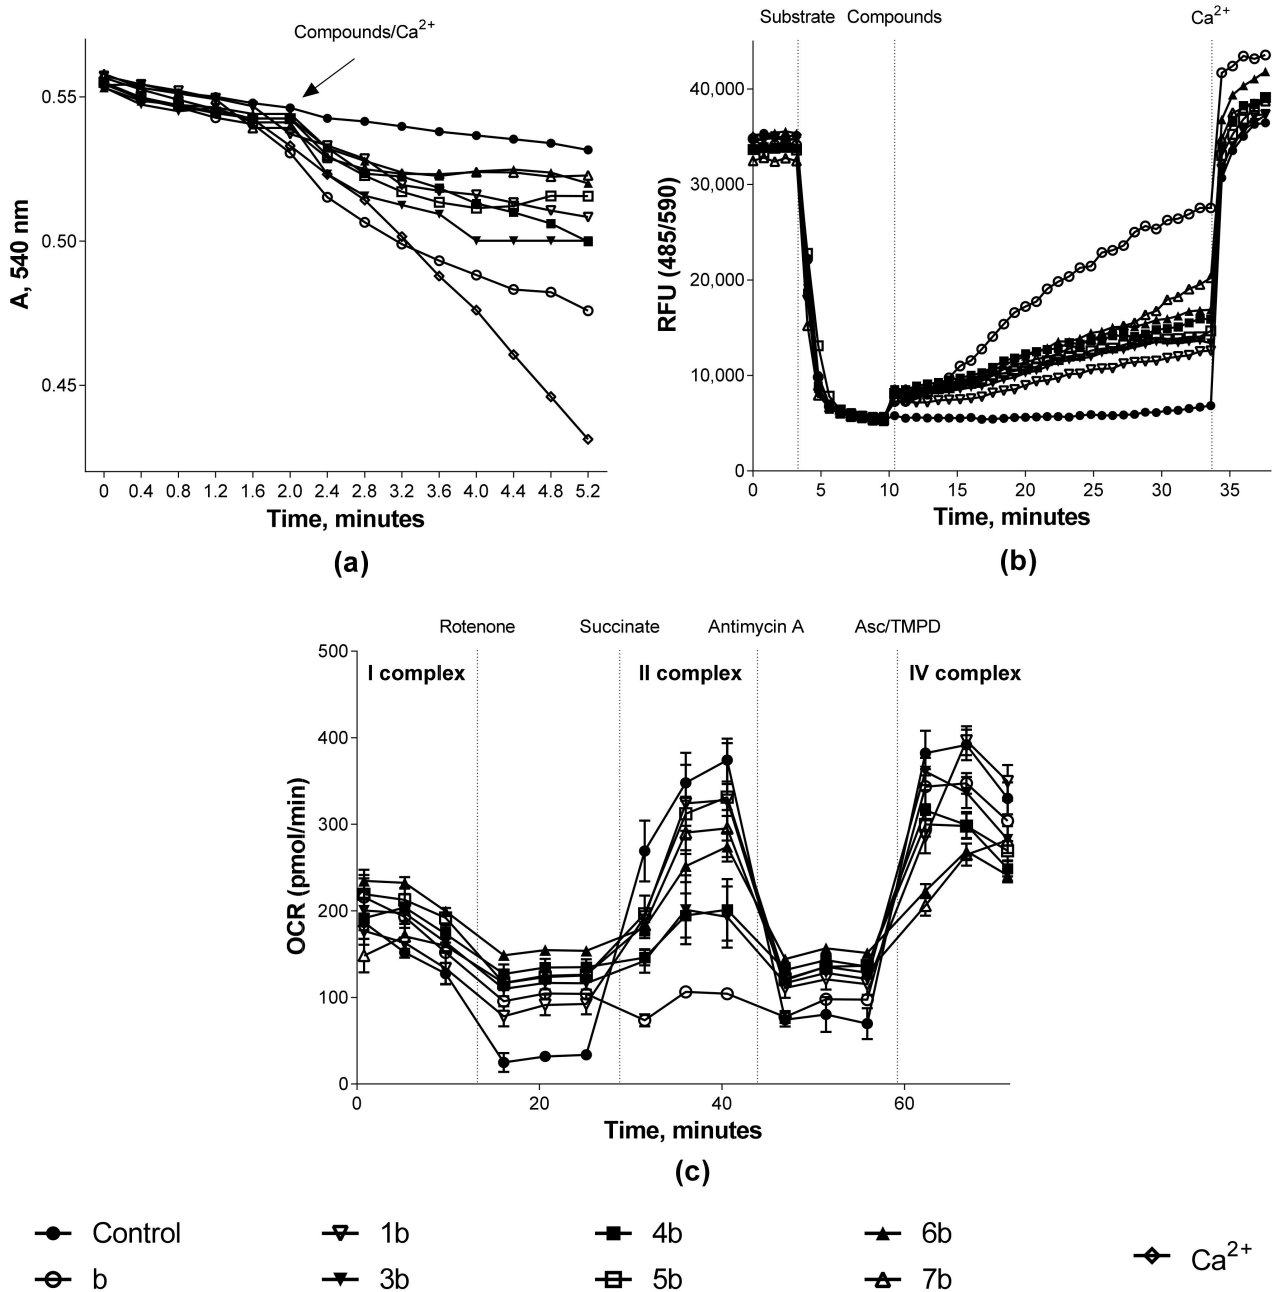 Compounds/Ca²⁺
0.55
0.50
0.45
A, 540 nm
0 0.4 0.8 1.2 1.6 2.0 2.4 2.8 3.2 3.6 4.0 4.4 4.8 5.2
Time, minutes
(a)
Substrate Compounds Ca²⁺
40,000
30,000
20,000
10,000
0
RFU (485/590)
0 5 10 15 20 25 30 35
Time, minutes
(b)
Rotenone Succinate Antimycin A Asc/TMPD
I complex II complex IV complex
500
400
300
200
100
0
OCR (pmol/min)
0 20 40 60
Time, minutes
(c)
Control 1b 4b 6b
b 3b 5b 7b
Ca²⁺